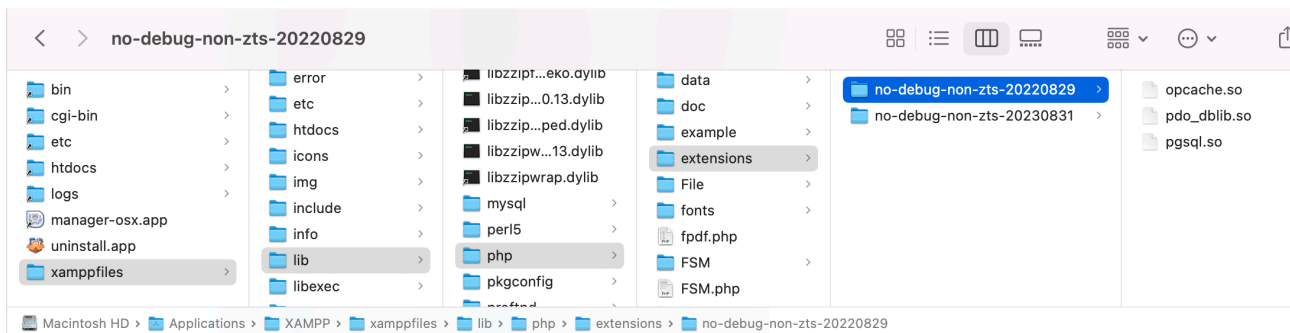 no-debug-non-zts-20220829
bin
cgi-bin
etc
htdocs
logs
manager-osx.app
uninstall.app
xamppfiles
error
etc
htdocs
icons
img
include
info
lib
libexec
libzzipf...eko.dylib
libzzip...0.13.dylib
libzzip...ped.dylib
libzzipw...13.dylib
libzzipwrap.dylib
mysql
perl5
php
pkgconfig
proftpd
data
doc
example
extensions
File
fonts
fpdf.php
FSM
FSM.php
no-debug-non-zts-20220829
no-debug-non-zts-20230831
opcache.so
pdo_dblib.so
pgsql.so
Macintosh HD › Applications › XAMPP › xamppfiles › lib › php › extensions › no-debug-non-zts-20220829